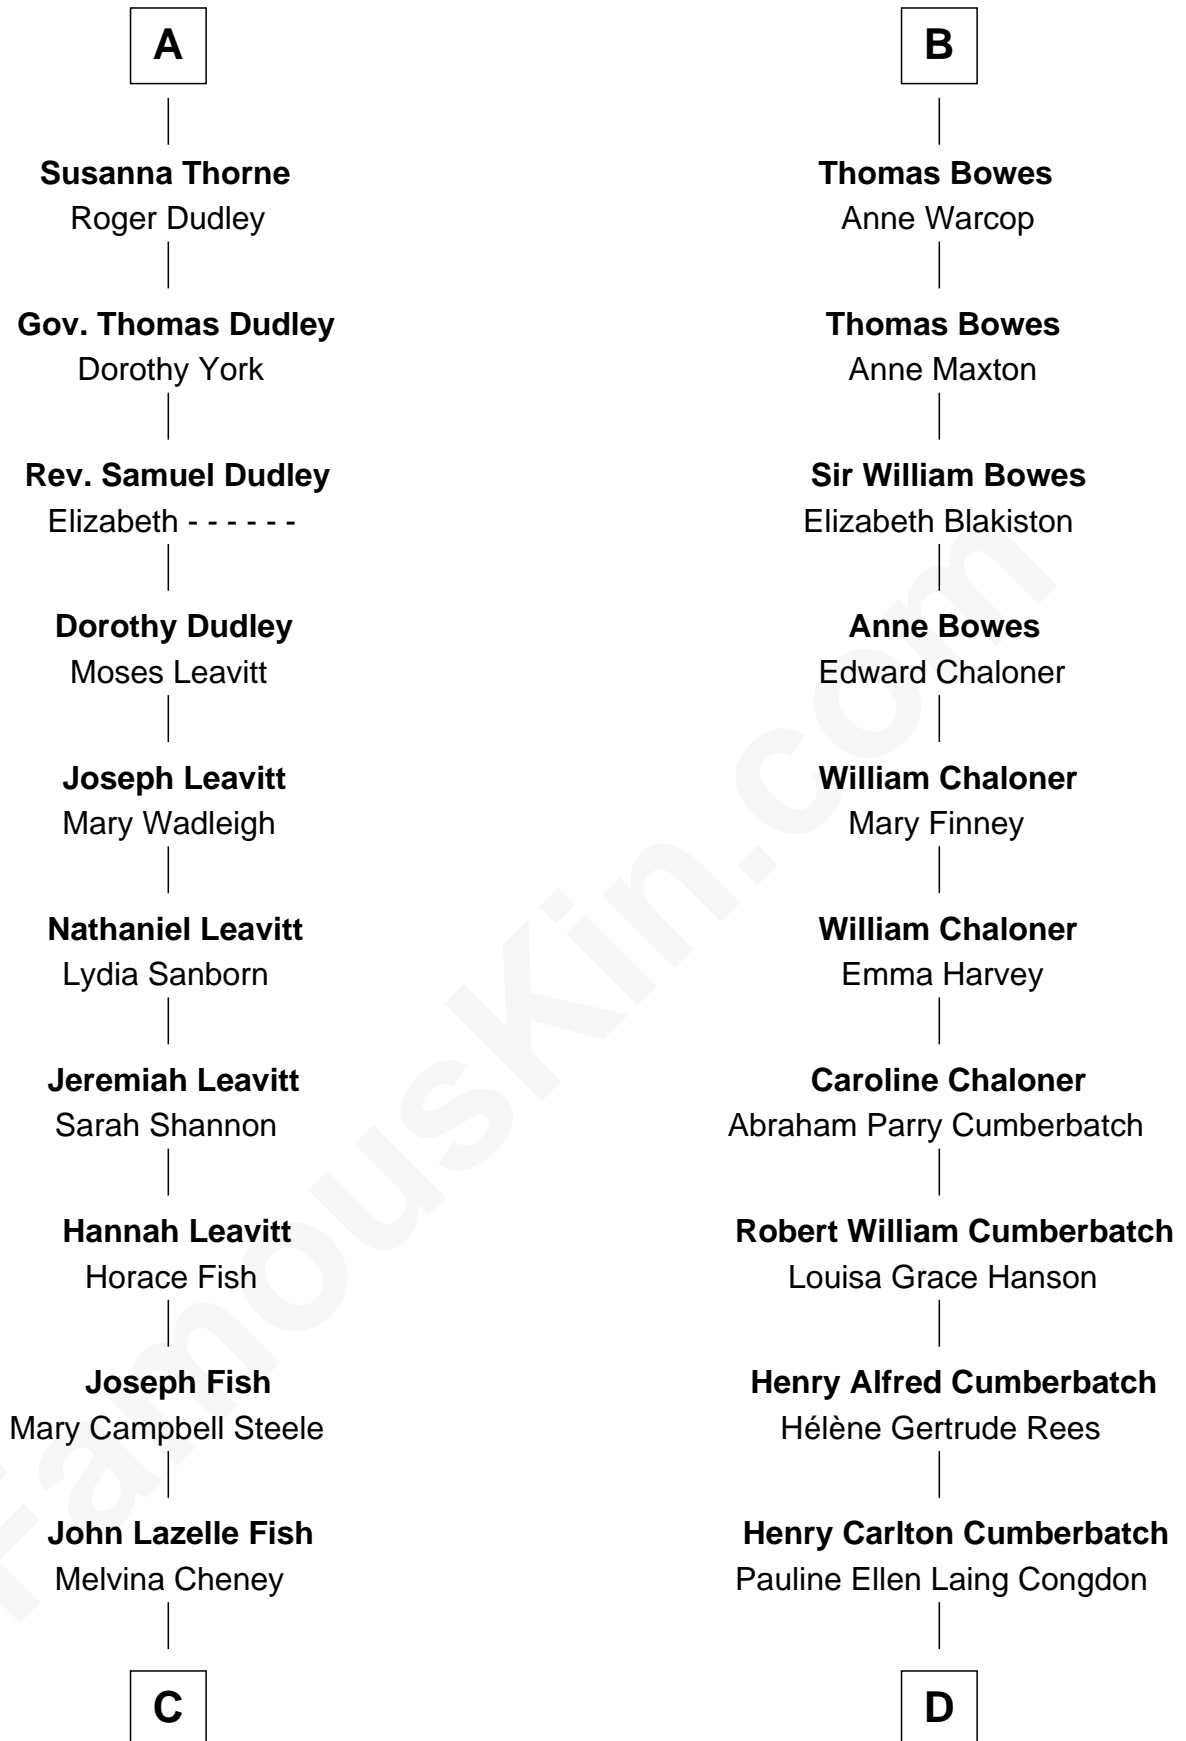 A
Susanna Thorne
Roger Dudley
Gov. Thomas Dudley
Dorothy York
Rev. Samuel Dudley
Elizabeth - - - - - -
Dorothy Dudley
Moses Leavitt
Joseph Leavitt
Mary Wadleigh
Nathaniel Leavitt
Lydia Sanborn
Jeremiah Leavitt
Sarah Shannon
Hannah Leavitt
Horace Fish
Joseph Fish
Mary Campbell Steele
John Lazelle Fish
Melvina Cheney
C
B
Thomas Bowes
Anne Warcop
Thomas Bowes
Anne Maxton
Sir William Bowes
Elizabeth Blakiston
Anne Bowes
Edward Chaloner
William Chaloner
Mary Finney
William Chaloner
Emma Harvey
Caroline Chaloner
Abraham Parry Cumberbatch
Robert William Cumberbatch
Louisa Grace Hanson
Henry Alfred Cumberbatch
Hélène Gertrude Rees
Henry Carlton Cumberbatch
Pauline Ellen Laing Congdon
D
FamousKin.com